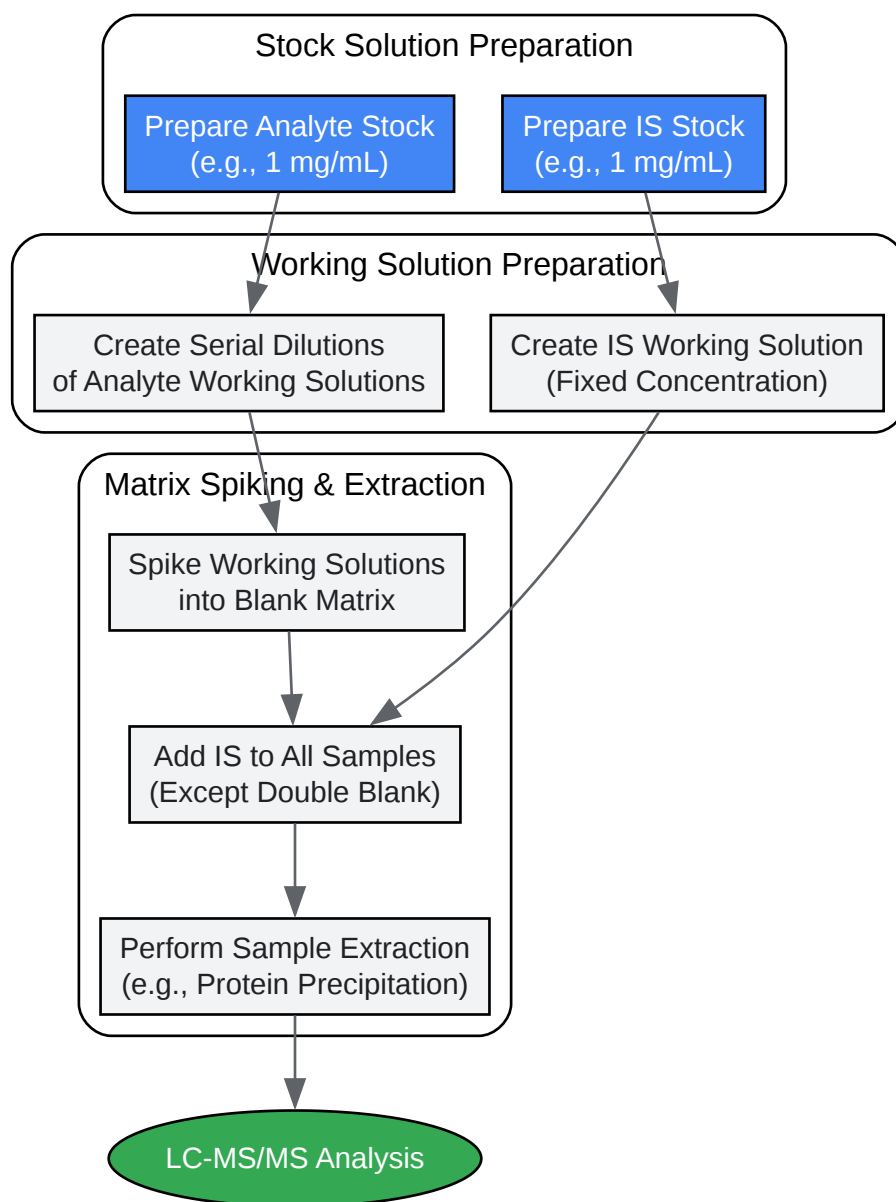 Stock Solution Preparation
Prepare Analyte Stock
(e.g., 1 mg/mL)
Prepare IS Stock
(e.g., 1 mg/mL)
Working Solution Preparation
Create Serial Dilutions
of Analyte Working Solutions
Create IS Working Solution
(Fixed Concentration)
Matrix Spiking & Extraction
Spike Working Solutions
into Blank Matrix
Add IS to All Samples
(Except Double Blank)
Perform Sample Extraction
(e.g., Protein Precipitation)
LC-MS/MS Analysis